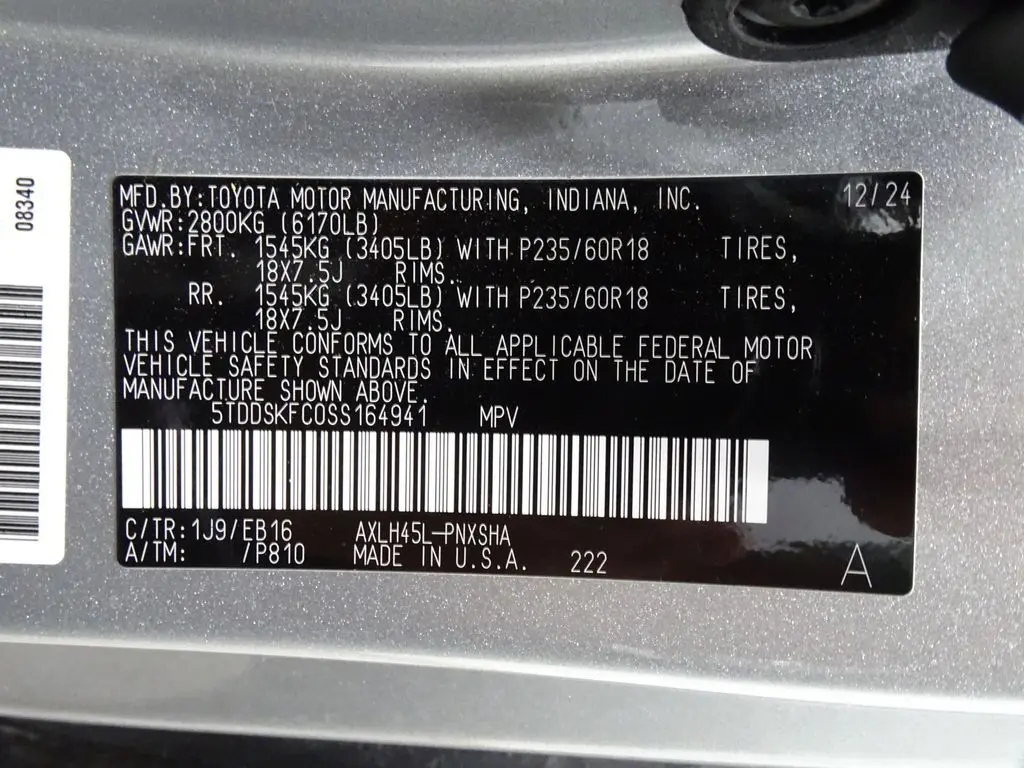 08340
MFD.BY:TOYOTA MOTOR MANUFACTURING, INDIANA, INC. 12/24
GVWR:2800KG (6170LB)
GAWR:FRT. 1545KG (3405LB) WITH P235/60R18 TIRES,
18X7.5J RIMS.
RR. 1545KG (3405LB) WITH P235/60R18 TIRES,
18X7.5J RIMS.
THIS VEHICLE CONFORMS TO ALL APPLICABLE FEDERAL MOTOR
VEHICLE SAFETY STANDARDS IN EFFECT ON THE DATE OF
MANUFACTURE SHOWN ABOVE.
5TDDSKFC0SS164941 MPV
C/TR:1J9/EB16 AXLH45L-PNXSHA
A/TM: /P810 MADE IN U.S.A. 222
A